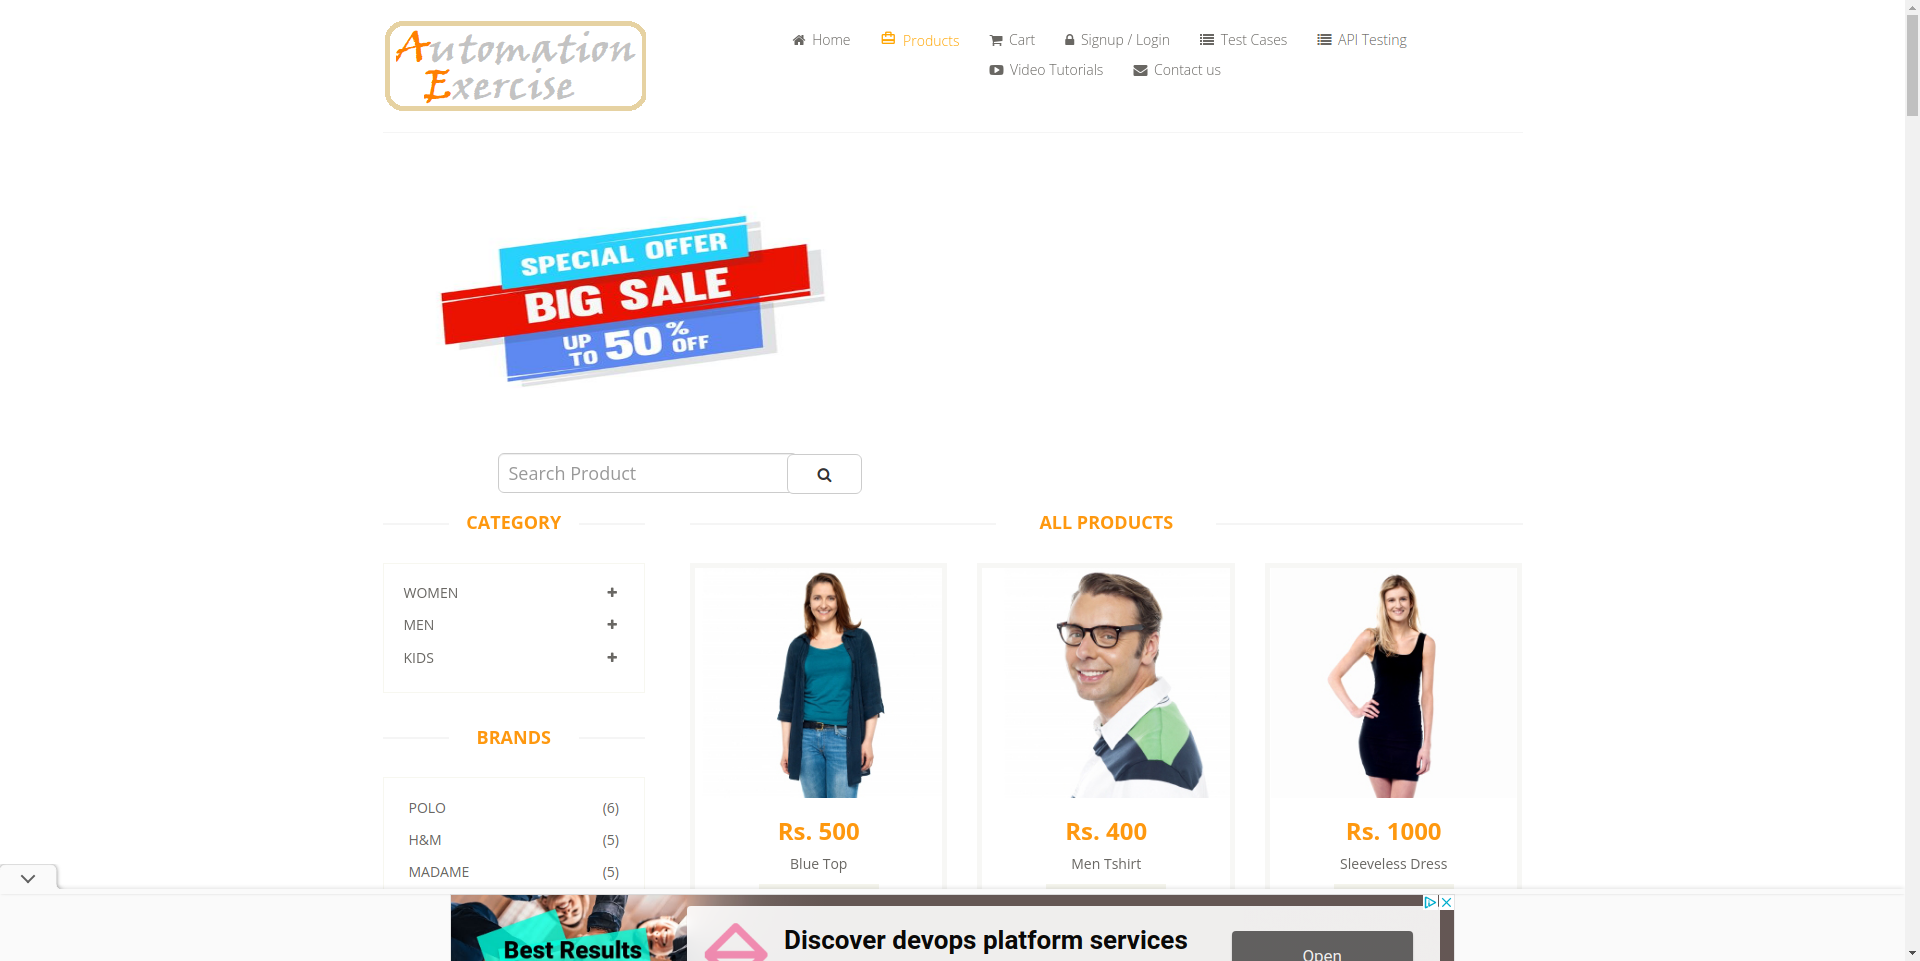 Automation
Exercise
Home
Products
Cart
Signup / Login
Test Cases
API Testing
Video Tutorials
Contact us
SPECIAL OFFER
BIG SALE
UP TO 50% OFF
Search Product
CATEGORY
WOMEN
MEN
KIDS
BRANDS
POLO (6)
H&M (5)
MADAME (5)
ALL PRODUCTS
Rs. 500
Blue Top
Rs. 400
Men Tshirt
Rs. 1000
Sleeveless Dress
Best Results
Discover devops platform services
Open